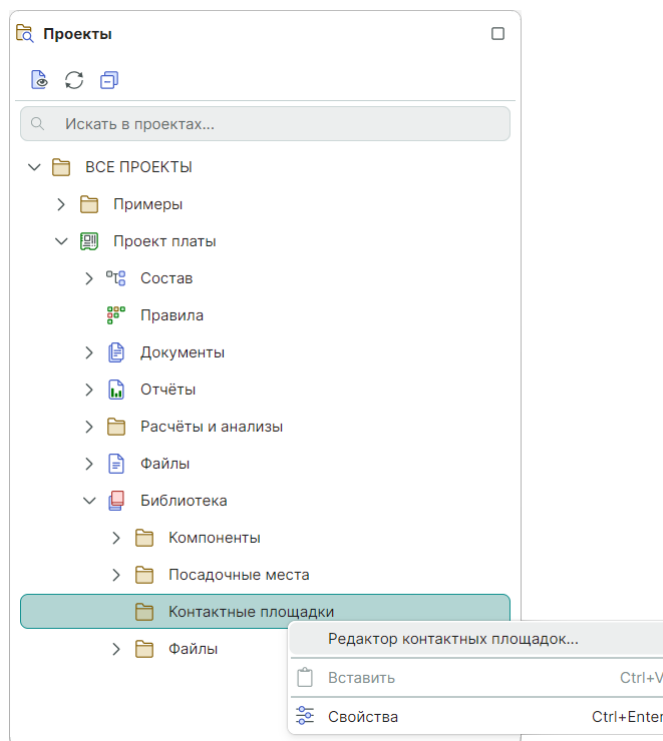 Проекты
Искать в проектах...
ВСЕ ПРОЕКТЫ
Примеры
Проект платы
Состав
Правила
Документы
Отчёты
Расчёты и анализы
Файлы
Библиотека
Компоненты
Посадочные места
Контактные площадки
Редактор контактных площадок...
Файлы
Вставить Ctrl+V
Свойства Ctrl+Enter